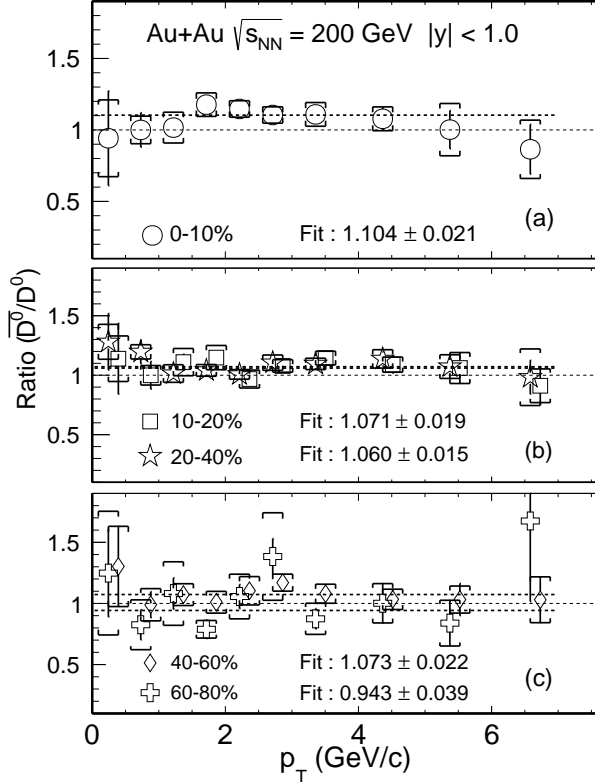 Au+Au √s_NN = 200 GeV |y| < 1.0
1.5
1
0.5
0-10%
Fit : 1.104 ± 0.021
(a)
Ratio (D̅⁰/D⁰)
1.5
1
0.5
10-20%
Fit : 1.071 ± 0.019
20-40%
Fit : 1.060 ± 0.015
(b)
1.5
1
0.5
40-60%
Fit : 1.073 ± 0.022
60-80%
Fit : 0.943 ± 0.039
(c)
0 2 4 6
p_T (GeV/c)